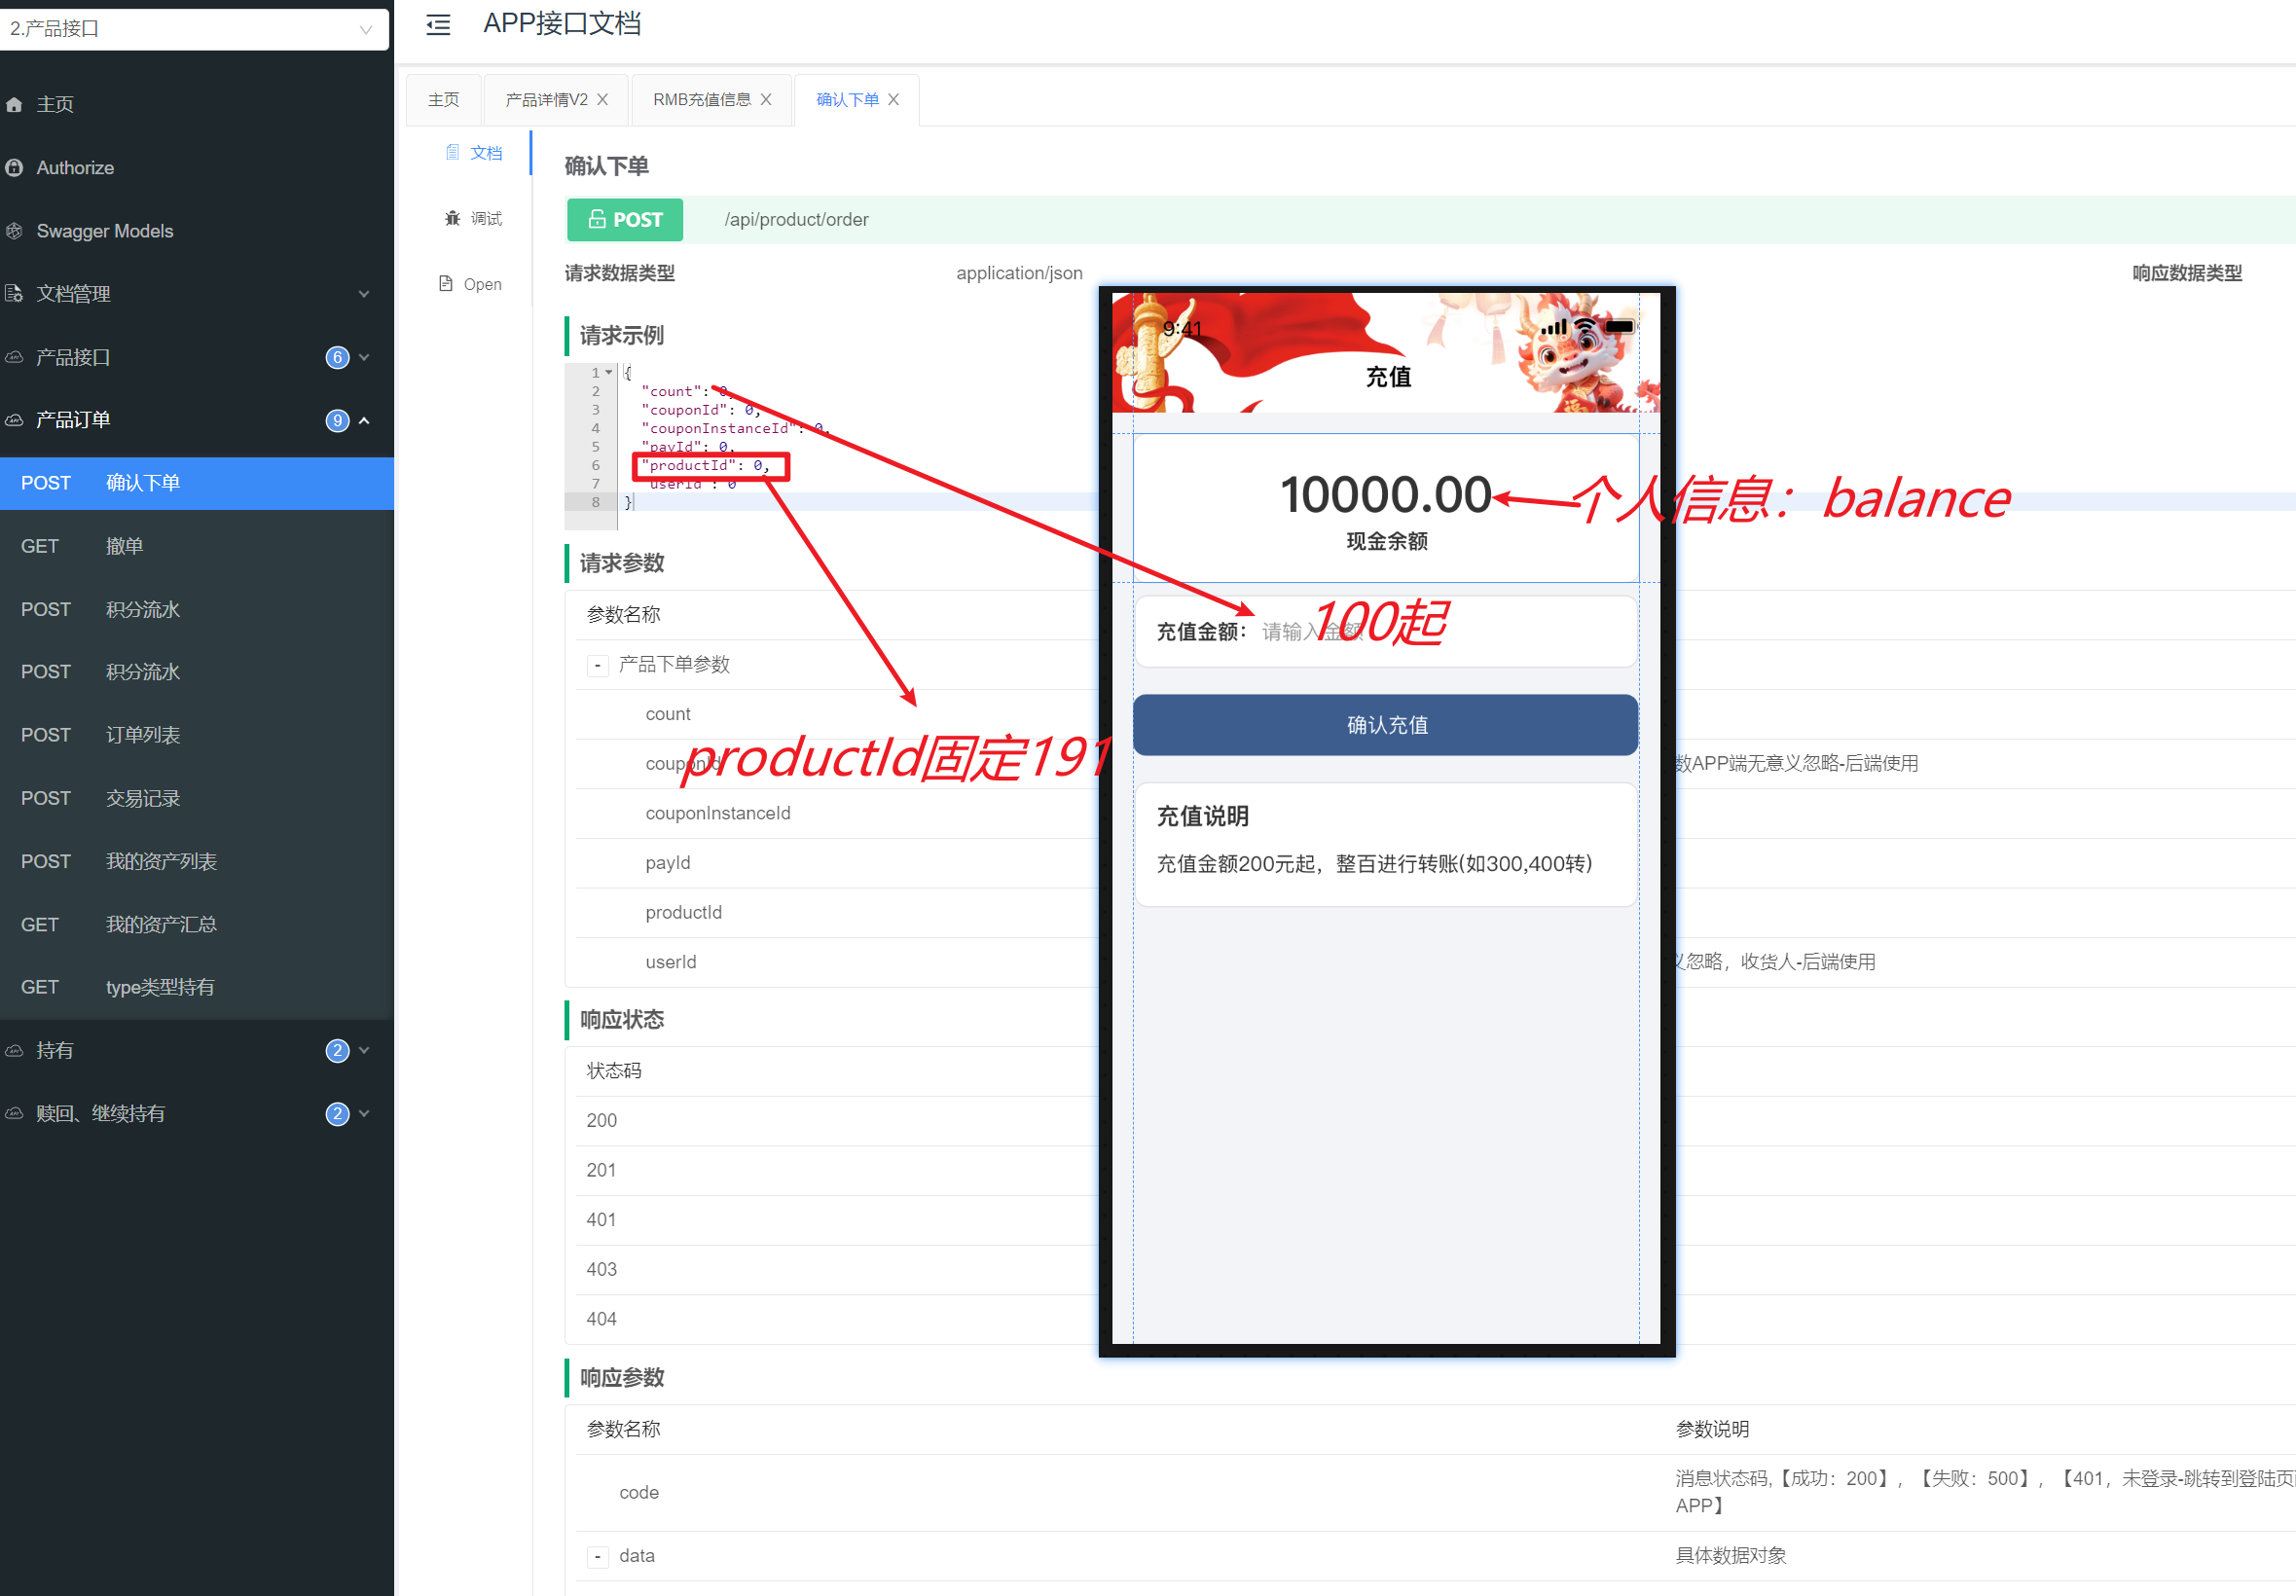 2.产品接口
APP接口文档
主页
产品详情V2
RMB充值信息
确认下单
主页
Authorize
Swagger Models
文档管理
产品接口
6
产品订单
9
POST 确认下单
GET 撤单
POST 积分流水
POST 积分流水
POST 订单列表
POST 交易记录
POST 我的资产列表
GET 我的资产汇总
GET type类型持有
持有
2
赎回、继续持有
2
文档
调试
Open
确认下单
POST /api/product/order
请求数据类型 application/json 响应数据类型
请求示例
1 {
2 "count": 0,
3 "couponId": 0,
4 "couponInstanceId": 0,
5 "payId": 0,
6 "productId": 0,
7 "userId": 0
8 }
请求参数
参数名称
- 产品下单参数
count
couponId
数APP端无意义忽略-后端使用
couponInstanceId
payId
productId
userId
忽略，收货人-后端使用
productId固定191
响应状态
状态码
200
201
401
403
404
响应参数
参数名称 参数说明
code
消息状态码,【成功：200】，【失败：500】，【401，未登录-跳转到登陆页
APP】
- data 具体数据对象
9:41
充值
10000.00
现金余额
个人信息：balance
充值金额： 请输入金额
100起
确认充值
充值说明
充值金额200元起，整百进行转账(如300,400转)